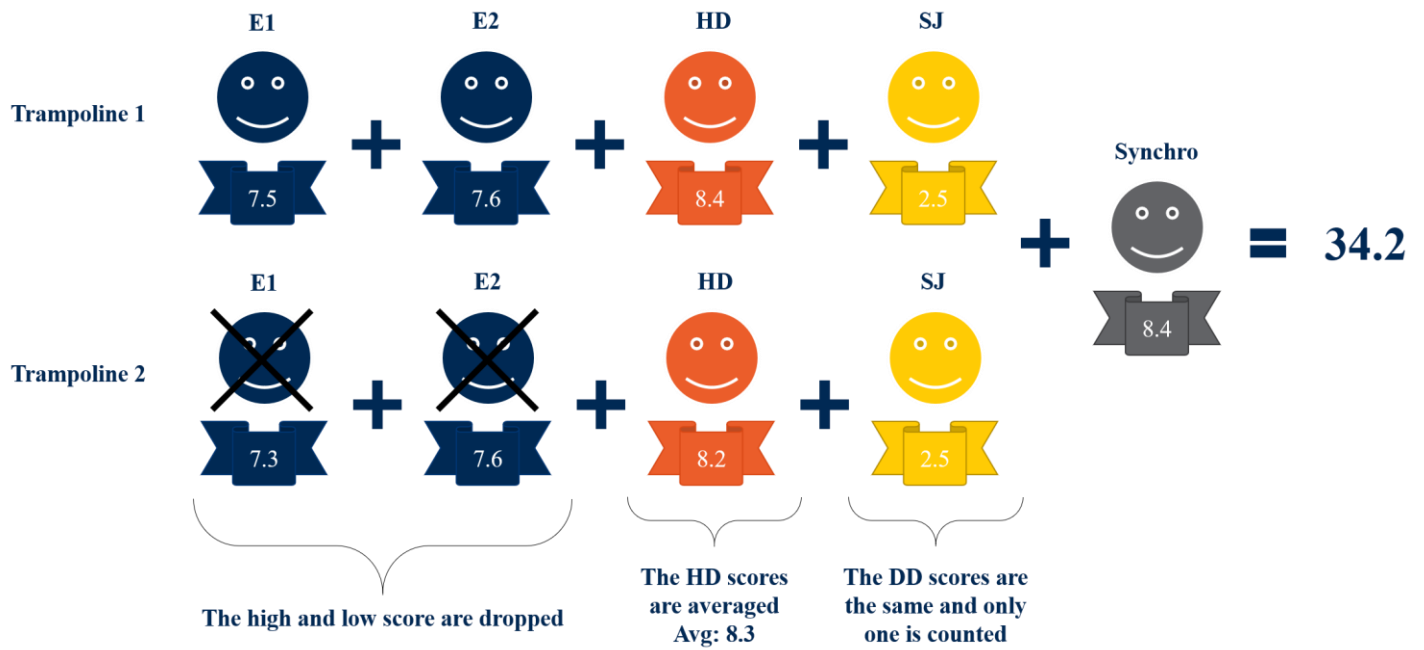 E1 E2 HD SJ
Trampoline 1
Synchro
7.5 7.6 8.4 2.5
34.2
E1 E2 HD SJ
8.4
Trampoline 2
7.3 7.6 8.2 2.5
The high and low score are dropped
The HD scores
are averaged
Avg: 8.3
The DD scores are
the same and only
one is counted